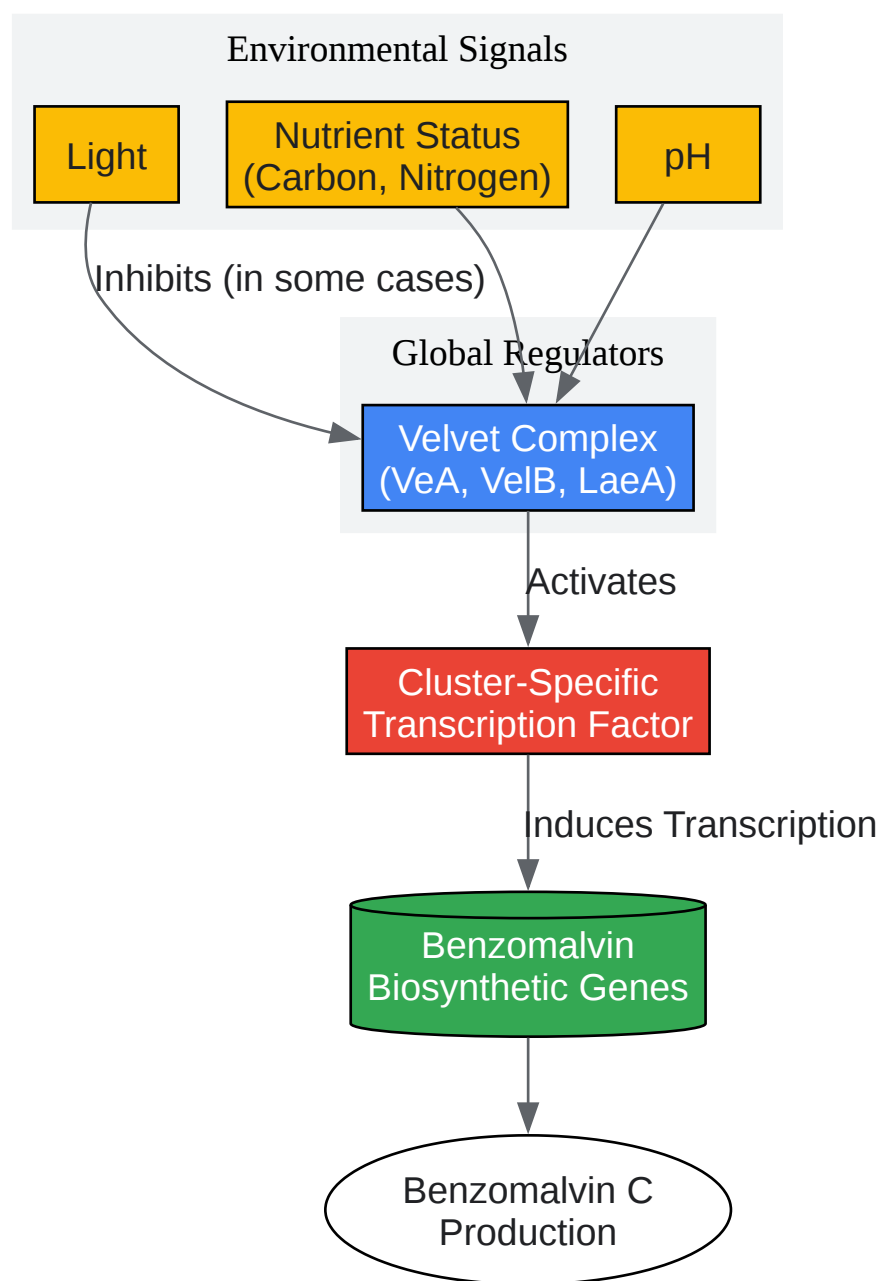 Environmental Signals
Light
Nutrient Status
(Carbon, Nitrogen)
pH
Inhibits (in some cases)
Global Regulators
Velvet Complex
(VeA, VelB, LaeA)
Activates
Cluster-Specific
Transcription Factor
Induces Transcription
Benzomalvin
Biosynthetic Genes
Benzomalvin C
Production